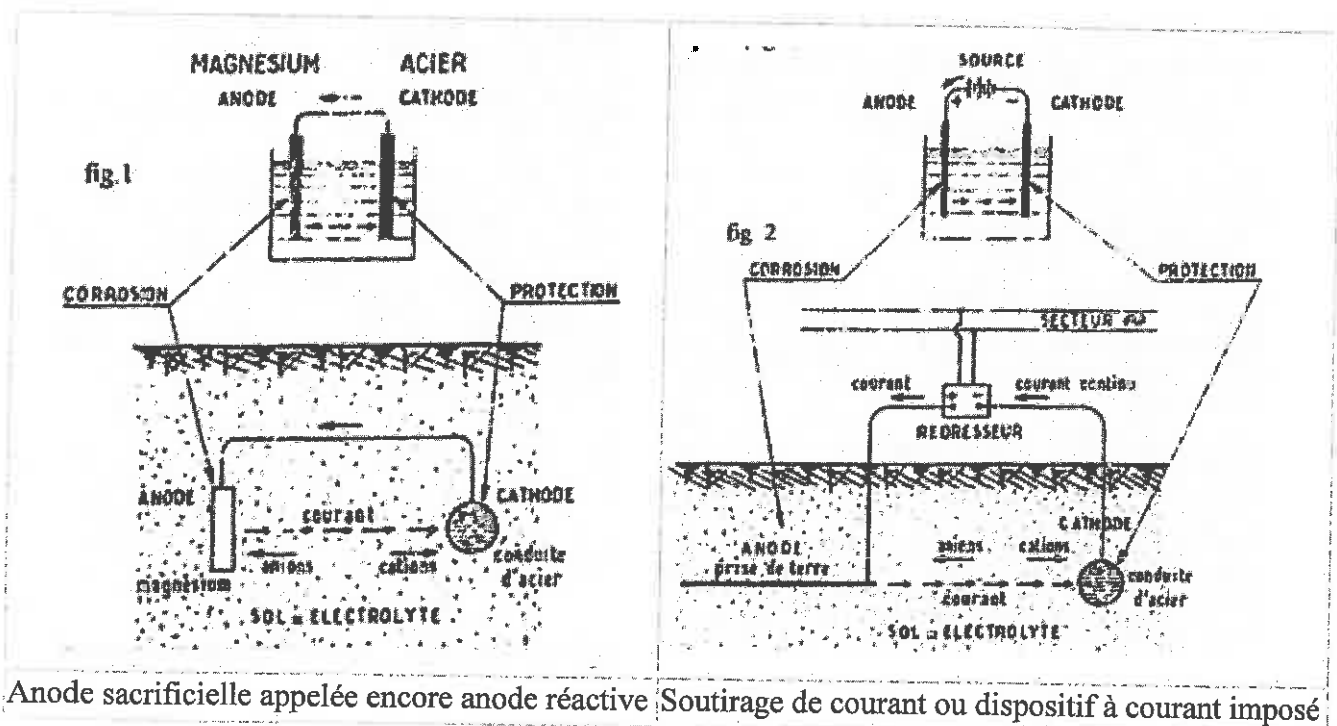 MAGNESIUM ACIER
ANODE CATHODE
fig.1
CORROSION PROTECTION
ANODE CATHODE
courant
anions cations
magnésium
conduite
d'acier
SOL = ELECTROLYTE
Anode sacrificielle appelée encore anode réactive
SOURCE
ANODE CATHODE
+ -
fig 2
CORROSION PROTECTION
SECTEUR
courant courant continu
+ -
REDRESSEUR
CATHODE
ANODE
prise de terre
anions cations
courant
conduite
d'acier
SOL = ELECTROLYTE
Soutirage de courant ou dispositif à courant imposé